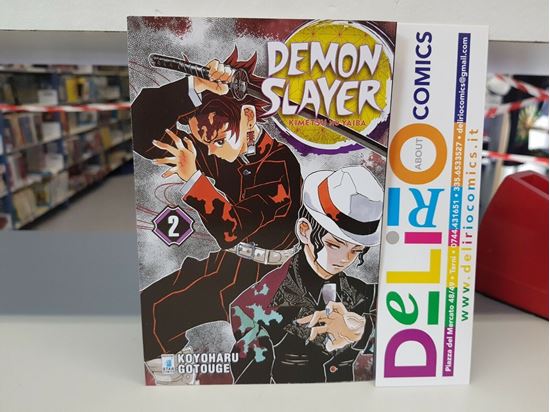 DEMON
SLAYER
KIMETSU NO YAIBA
2
STAR
KOYOHARU
GOTOUGE
DeLiRiO
ABOUT
COMICS
Piazza del Mercato 48/49 • Terni • 0744.431651 • 335.6533527 • deliriocomics@gmail.com
www.deliriocomics.it